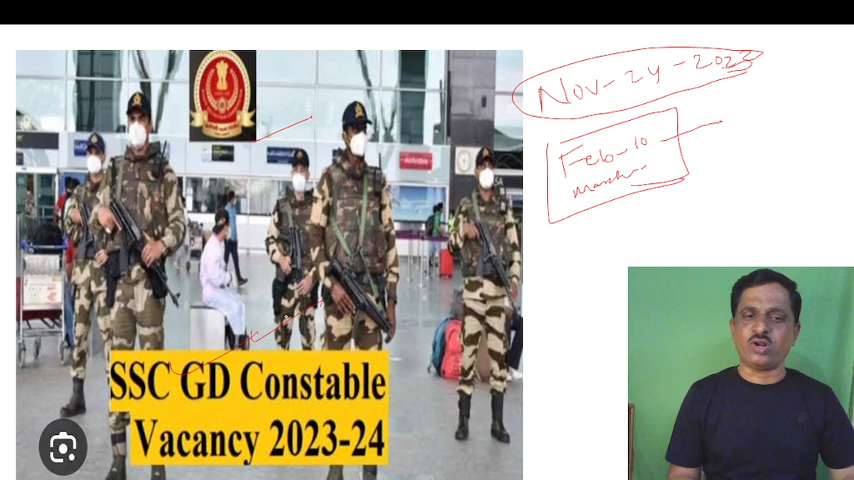 Nov-24-2023
Feb-10
March-
SSC GD Constable
Vacancy 2023-24